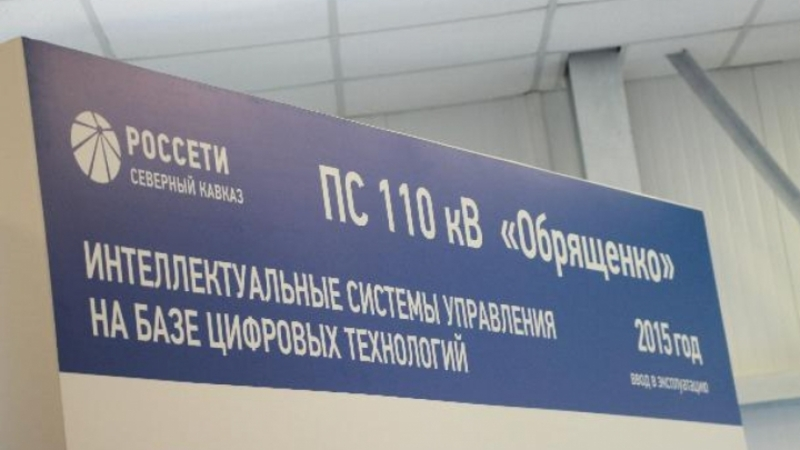 РОССЕТИ
СЕВЕРНЫЙ КАВКАЗ
ПС 110 кВ «Обрященко»
ИНТЕЛЛЕКТУАЛЬНЫЕ СИСТЕМЫ УПРАВЛЕНИЯ
НА БАЗЕ ЦИФРОВЫХ ТЕХНОЛОГИЙ
2015 год
ввод в эксплуатацию